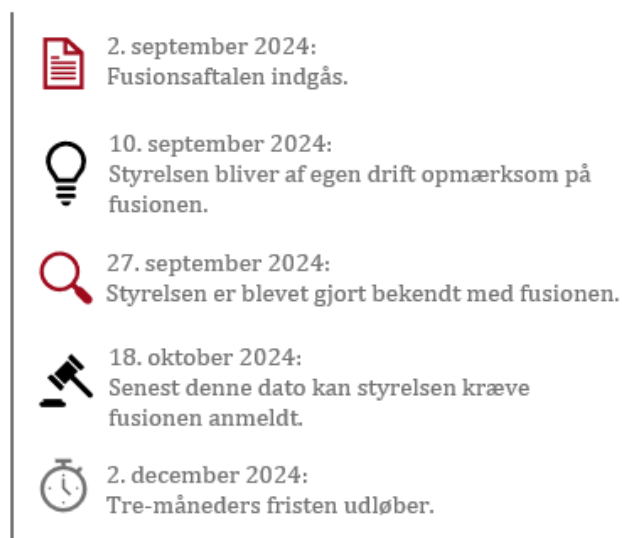 2. september 2024:
Fusionsaftalen indgås.
10. september 2024:
Styrelsen bliver af egen drift opmærksom på
fusionen.
27. september 2024:
Styrelsen er blevet gjort bekendt med fusionen.
18. oktober 2024:
Senest denne dato kan styrelsen kræve
fusionen anmeldt.
2. december 2024:
Tre-måneders fristen udløber.